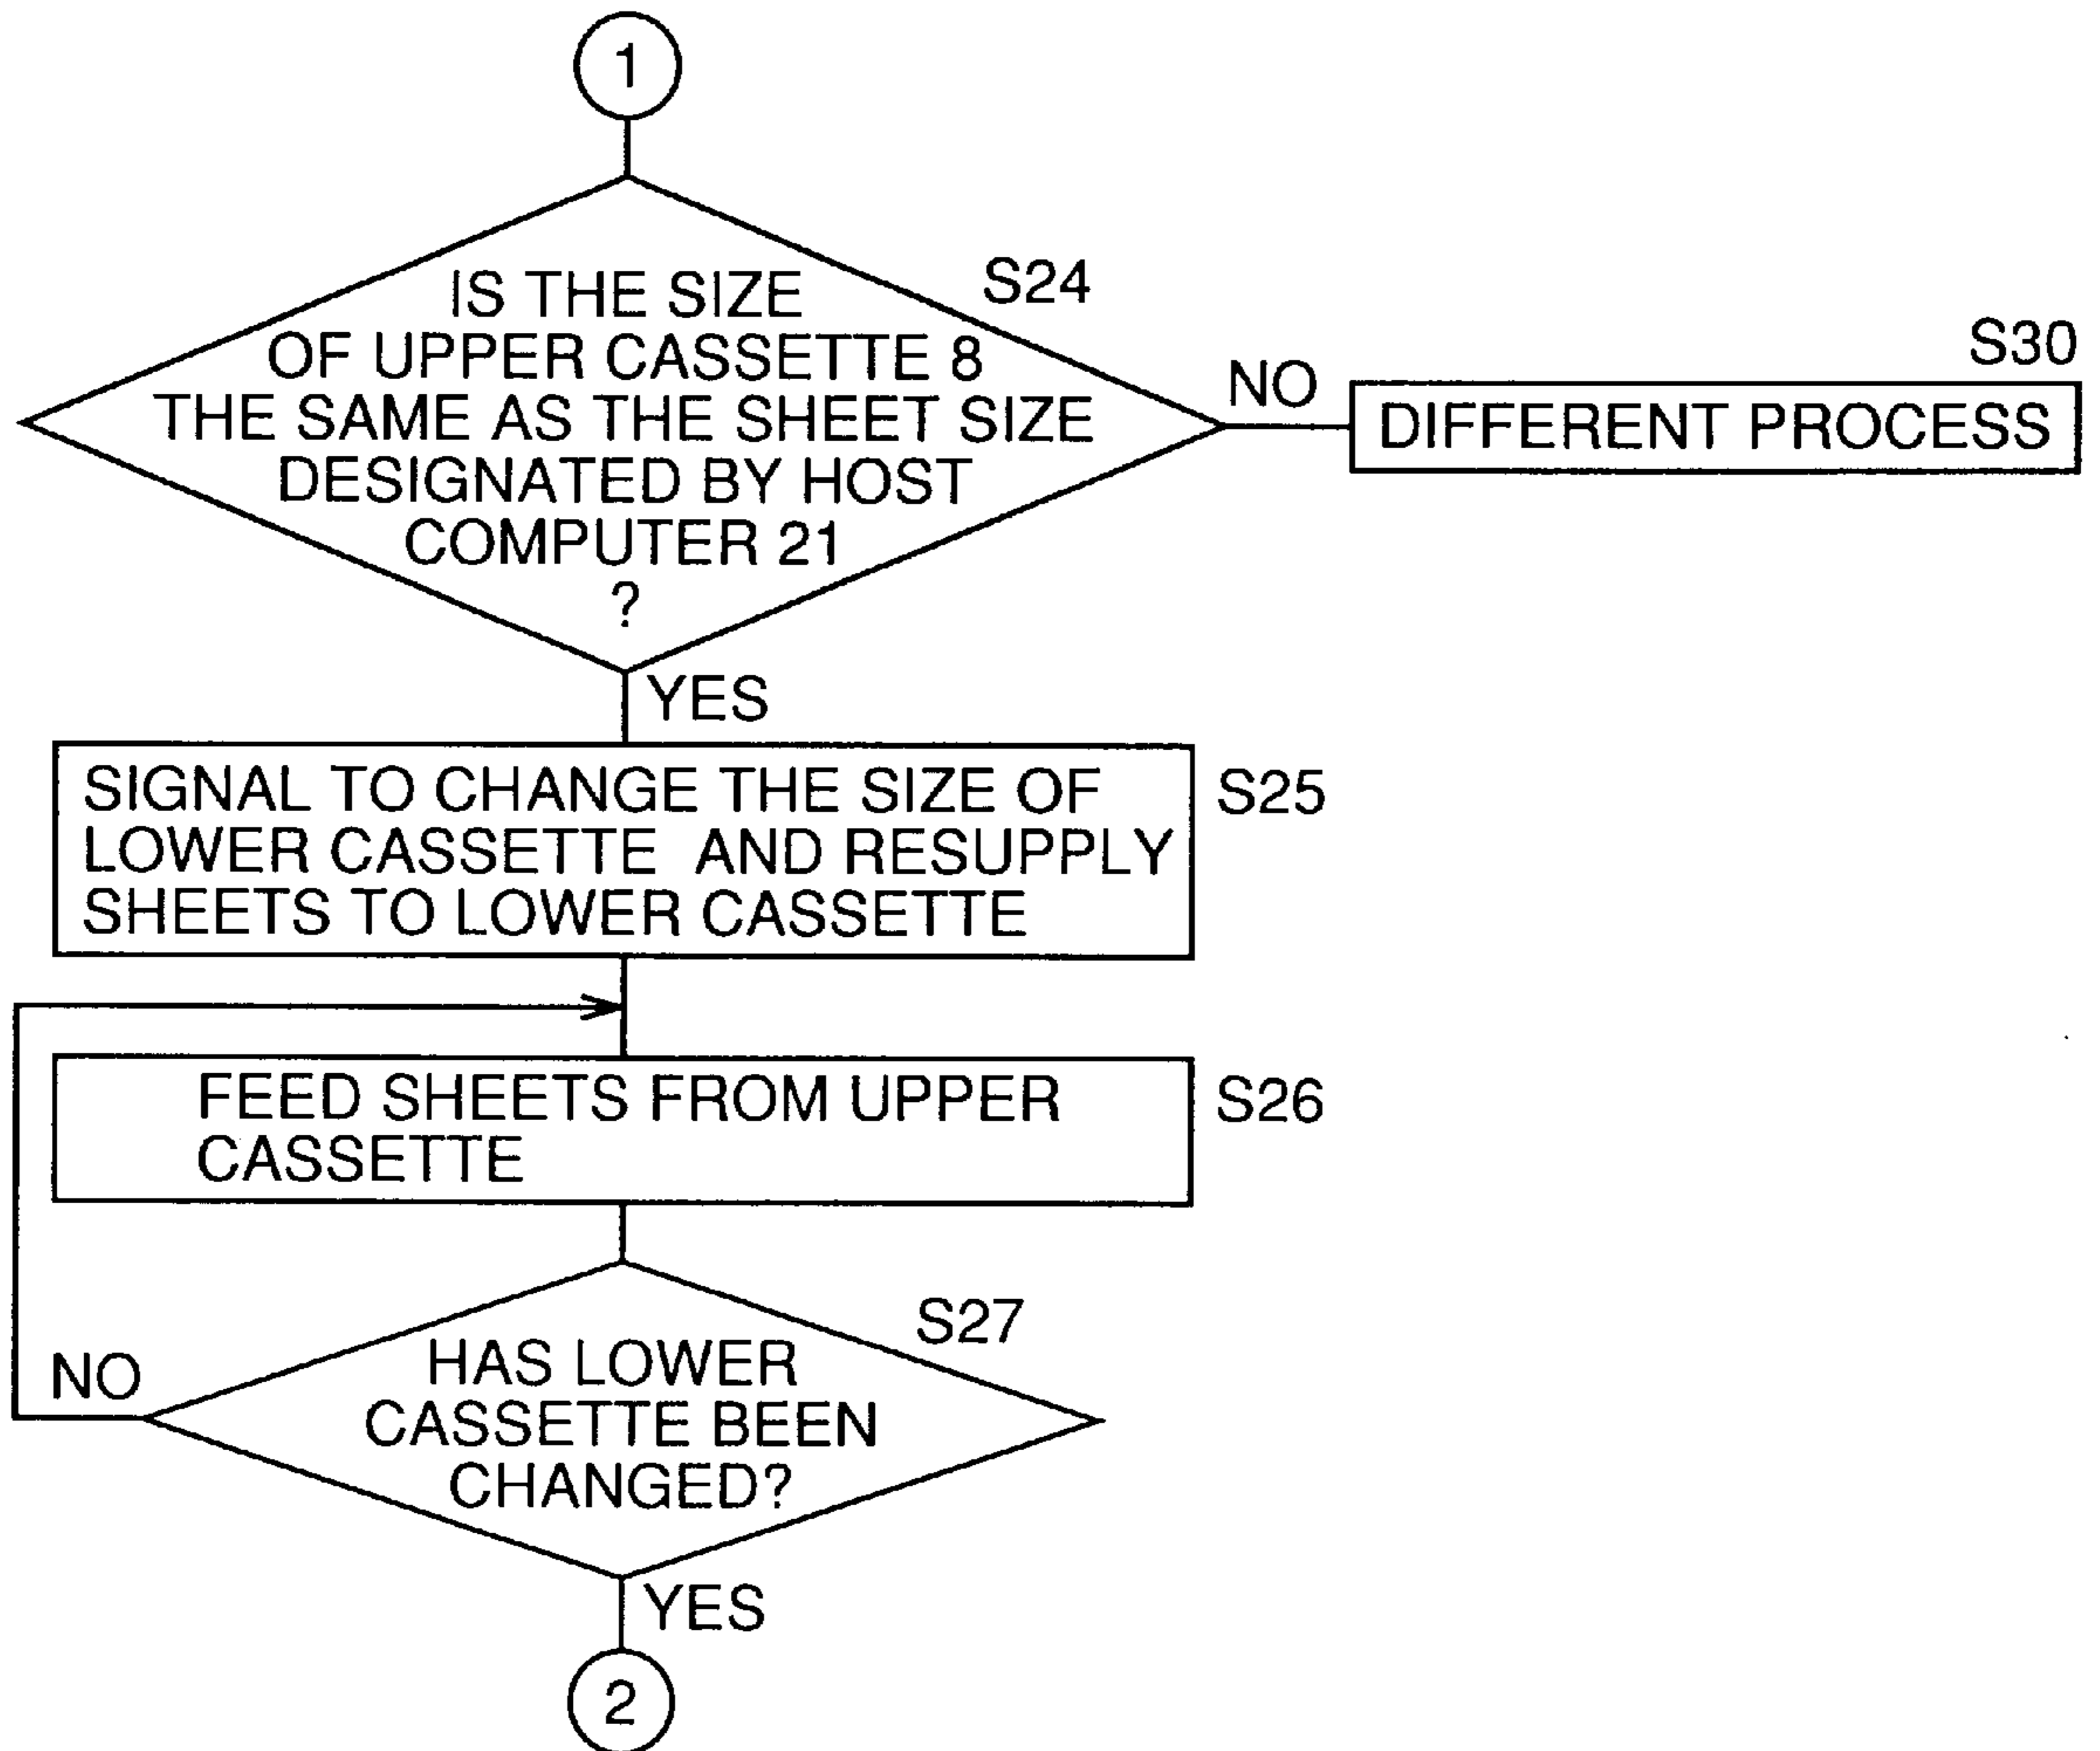 1
IS THE SIZE
OF UPPER CASSETTE 8
THE SAME AS THE SHEET SIZE
DESIGNATED BY HOST
COMPUTER 21
?
S24
NO
S30
DIFFERENT PROCESS
YES
SIGNAL TO CHANGE THE SIZE OF
LOWER CASSETTE AND RESUPPLY
SHEETS TO LOWER CASSETTE
S25
FEED SHEETS FROM UPPER
CASSETTE
S26
HAS LOWER
CASSETTE BEEN
CHANGED?
S27
NO
YES
2